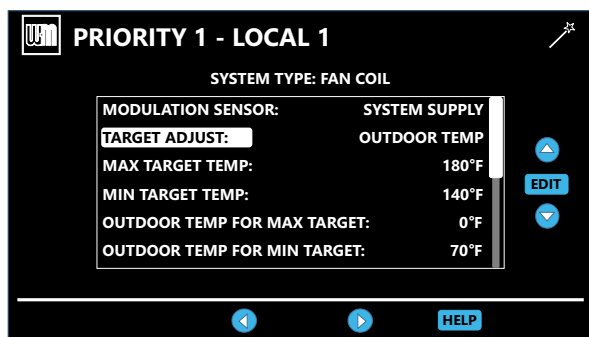 WM PRIORITY 1 - LOCAL 1
SYSTEM TYPE: FAN COIL
MODULATION SENSOR: SYSTEM SUPPLY
TARGET ADJUST: OUTDOOR TEMP
MAX TARGET TEMP: 180°F
MIN TARGET TEMP: 140°F
EDIT
OUTDOOR TEMP FOR MAX TARGET: 0°F
OUTDOOR TEMP FOR MIN TARGET: 70°F
HELP